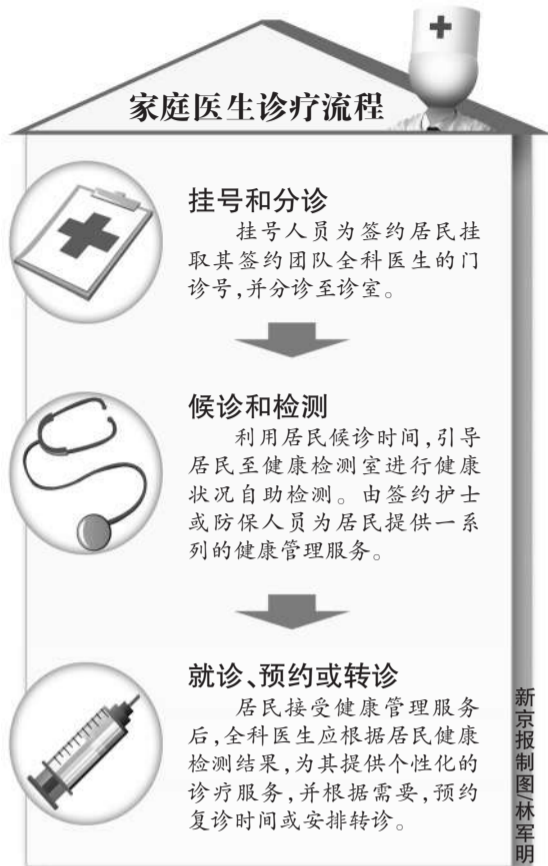 家庭医生诊疗流程
挂号和分诊
挂号人员为签约居民挂
取其签约团队全科医生的门
诊号,并分诊至诊室。
候诊和检测
利用居民候诊时间,引导
居民至健康检测室进行健康
状况自助检测。由签约护士
或防保人员为居民提供一系
列的健康管理服务。
就诊、预约或转诊
居民接受健康管理服务
后,全科医生应根据居民健康
检测结果,为其提供个性化的
诊疗服务,并根据需要,预约
复诊时间或安排转诊。
新京报制图/林军明